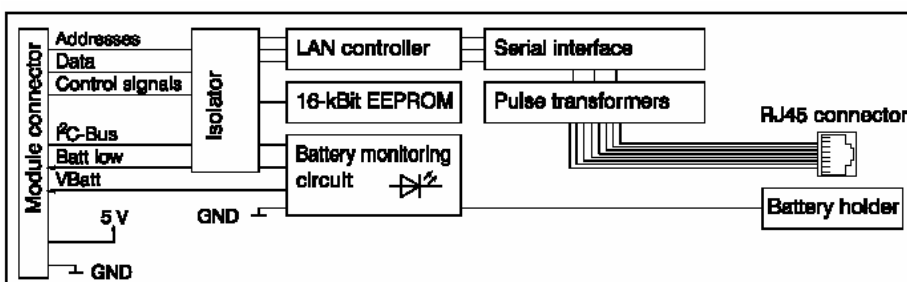 Module connector
Addresses
Data
Control signals
I²C-Bus
Batt low
VBatt
5 V
GND
Isolator
LAN controller
16-kBit EEPROM
Battery monitoring
circuit
GND
Serial interface
Pulse transformers
RJ45 connector
Battery holder